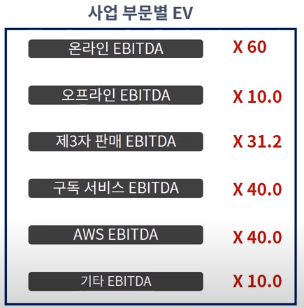 사업 부문별 EV
온라인 EBITDA X 60
오프라인 EBITDA X 10.0
제3자 판매 EBITDA X 31.2
구독 서비스 EBITDA X 40.0
AWS EBITDA X 40.0
기타 EBITDA X 10.0